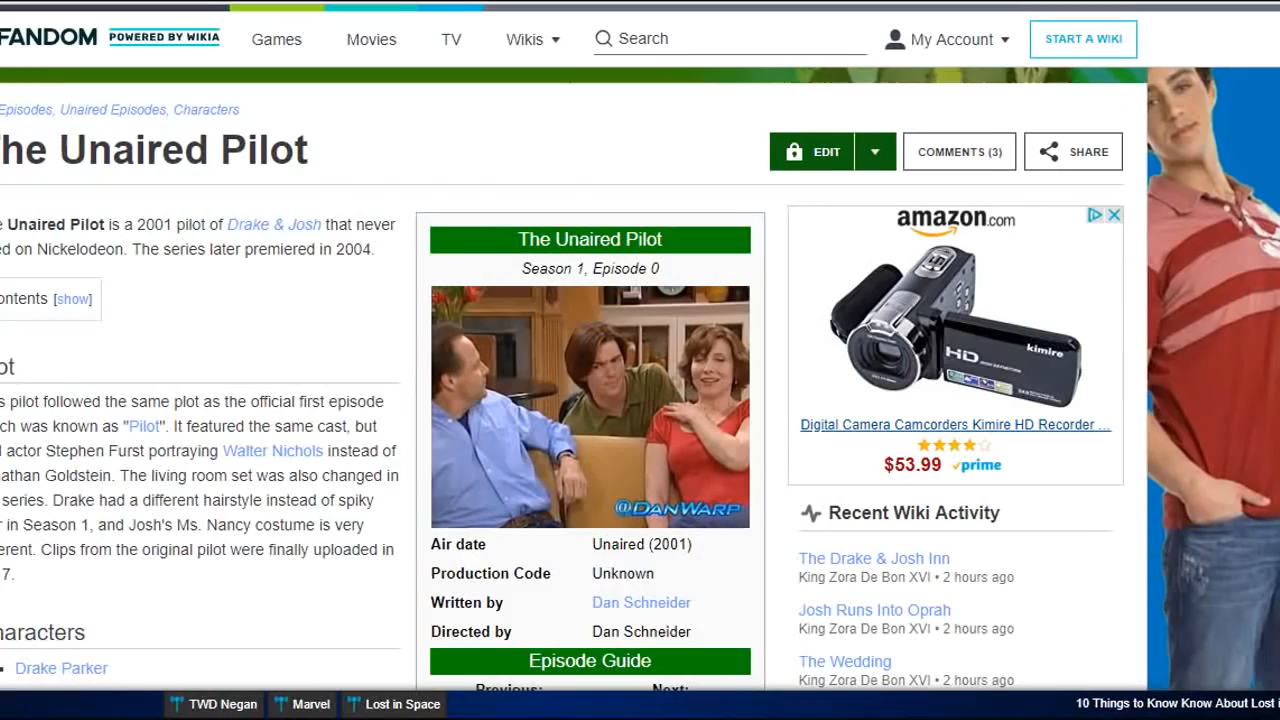 FANDOM POWERED BY WIKIA Games Movies TV Wikis Search My Account START A WIKI
Episodes, Unaired Episodes, Characters
he Unaired Pilot
EDIT COMMENTS (3) SHARE
e Unaired Pilot is a 2001 pilot of Drake & Josh that never
ed on Nickelodeon. The series later premiered in 2004.
ontents [show]
ot
s pilot followed the same plot as the official first episode
ch was known as "Pilot". It featured the same cast, but
l actor Stephen Furst portraying Walter Nichols instead of
nathan Goldstein. The living room set was also changed in
series. Drake had a different hairstyle instead of spiky
r in Season 1, and Josh's Ms. Nancy costume is very
erent. Clips from the original pilot were finally uploaded in
7.
haracters
Drake Parker
The Unaired Pilot
Season 1, Episode 0
@DanWarp
Air date Unaired (2001)
Production Code Unknown
Written by Dan Schneider
Directed by Dan Schneider
Episode Guide
Previous: Next:
amazon.com
HD
kimire
Digital Camera Camcorders Kimire HD Recorder ...
$53.99 prime
Recent Wiki Activity
The Drake & Josh Inn
King Zora De Bon XVI • 2 hours ago
Josh Runs Into Oprah
King Zora De Bon XVI • 2 hours ago
The Wedding
King Zora De Bon XVI • 2 hours ago
TWD Negan Marvel Lost in Space 10 Things to Know Know About Lost i